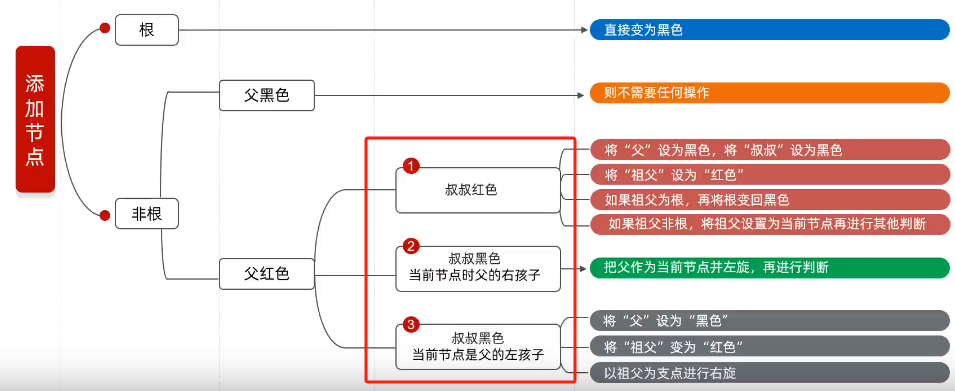 添加节点
根
直接变为黑色
父黑色
则不需要任何操作
非根
父红色
1
叔叔红色
将“父”设为黑色，将“叔叔”设为黑色
将“祖父”设为“红色”
如果祖父为根，再将根变回黑色
如果祖父非根，将祖父设置为当前节点再进行其他判断
2
叔叔黑色
当前节点时父的右孩子
把父作为当前节点并左旋，再进行判断
3
叔叔黑色
当前节点是父的左孩子
将“父”设为“黑色”
将“祖父”变为“红色”
以祖父为支点进行右旋